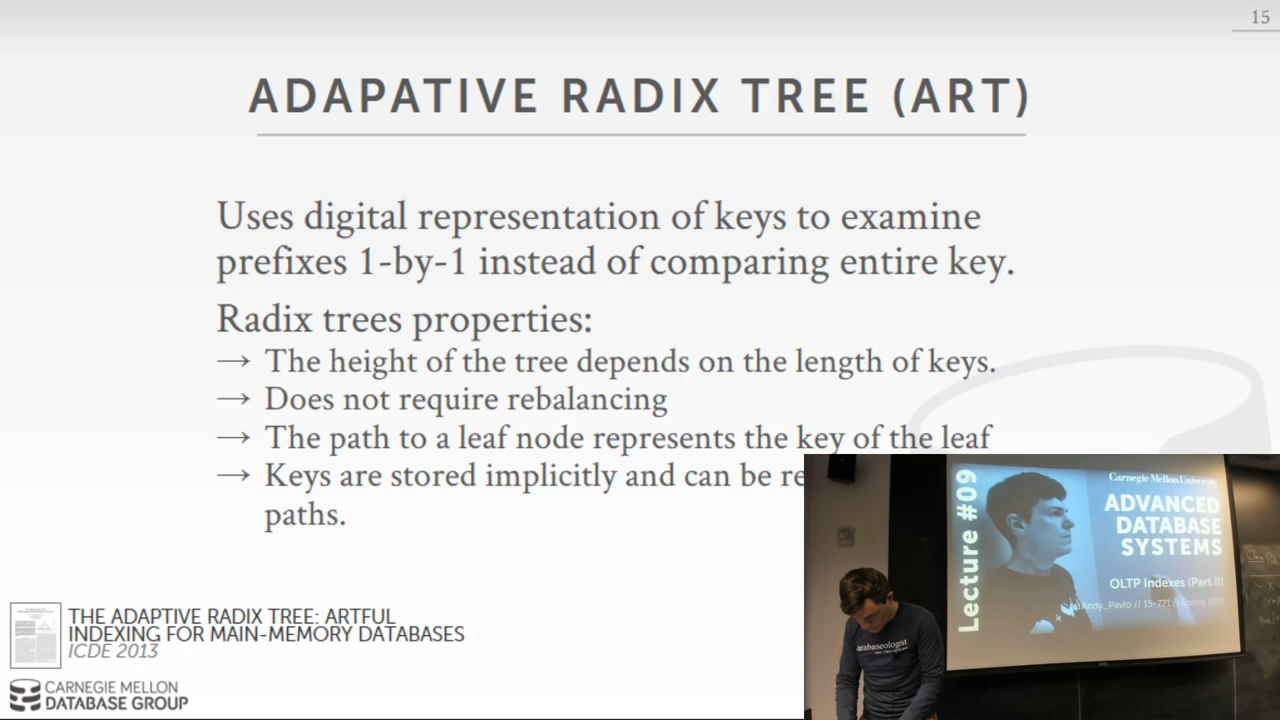 15
ADAPATIVE RADIX TREE (ART)
Uses digital representation of keys to examine
prefixes 1-by-1 instead of comparing entire key.
Radix trees properties:
→ The height of the tree depends on the length of keys.
→ Does not require rebalancing
→ The path to a leaf node represents the key of the leaf
→ Keys are stored implicitly and can be re
paths.
THE ADAPTIVE RADIX TREE: ARTFUL
INDEXING FOR MAIN-MEMORY DATABASES
ICDE 2013
CARNEGIE MELLON
DATABASE GROUP
Lecture #09
Carnegie Mellon University
ADVANCED
DATABASE
SYSTEMS
OLTP Indexes (Part II)
@Andy_Pavlo // 15-721 // Spring 2018
databaseologist